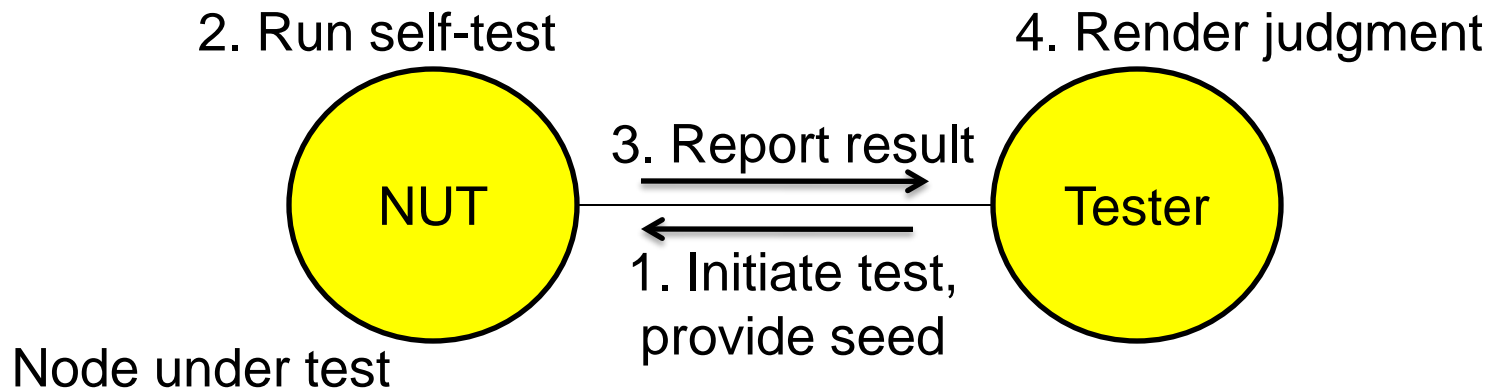 2. Run self-test
4. Render judgment
3. Report result
NUT
Tester
1. Initiate test,
provide seed
Node under test